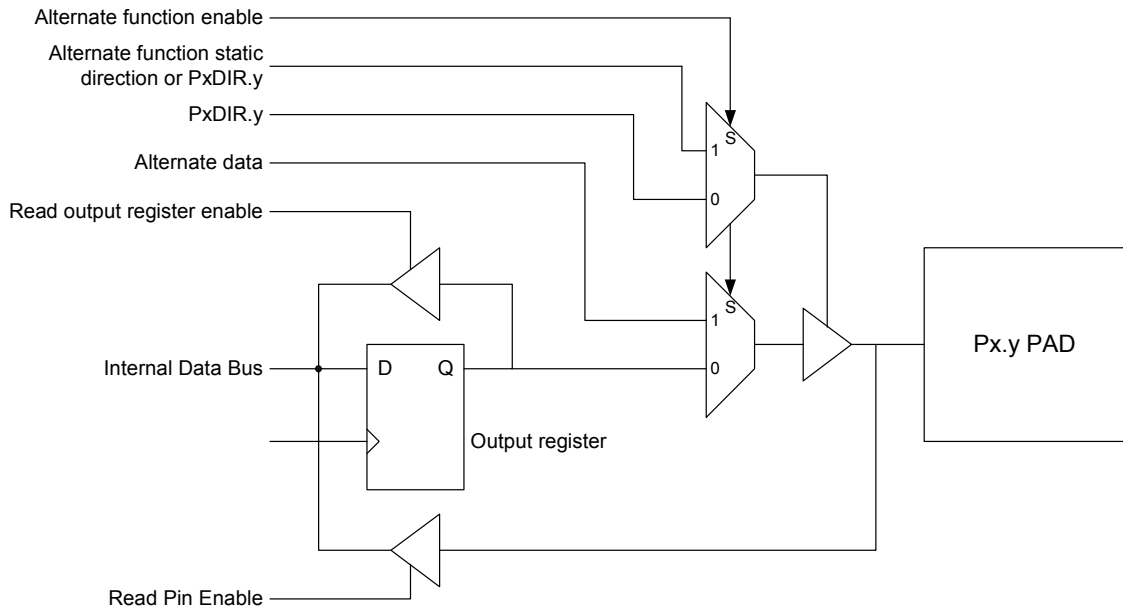 Alternate function enable
Alternate function static
direction or PxDIR.y
PxDIR.y
Alternate data
Read output register enable
S
1
0
S
1
0
Internal Data Bus
D
Q
Output register
Px.y PAD
Read Pin Enable